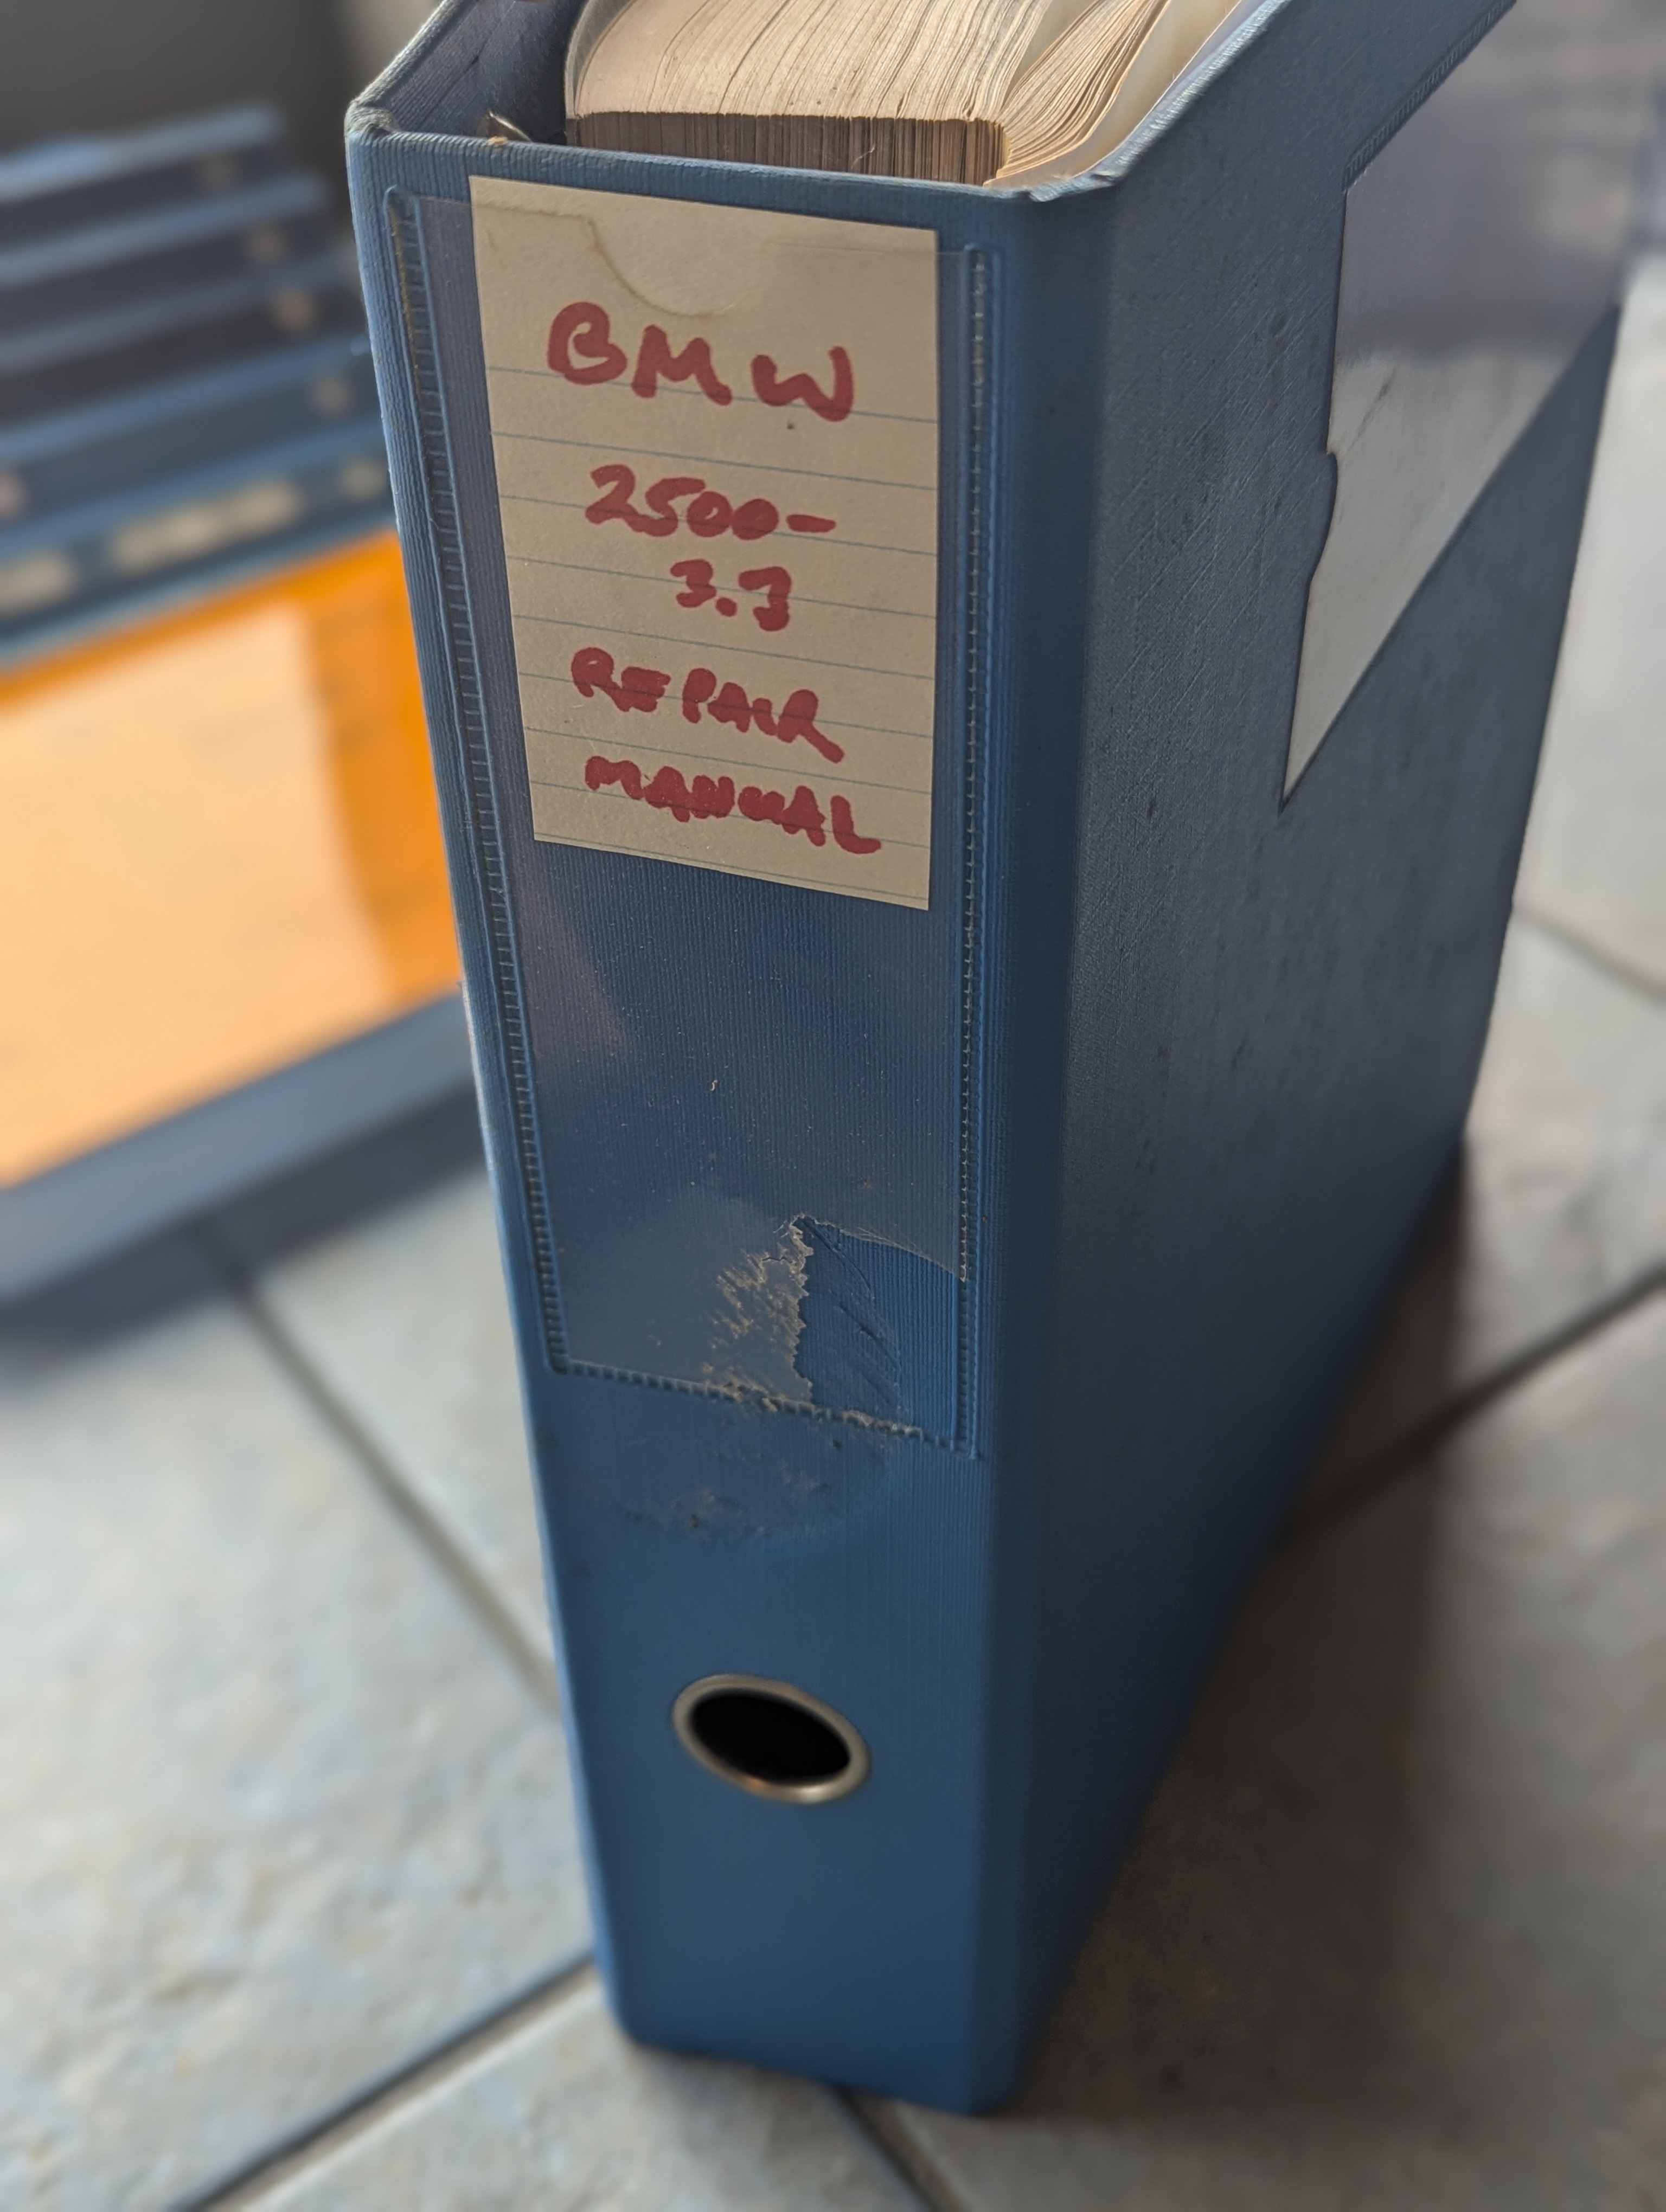 BMW
2500-
3.3
REPAIR
MANUAL